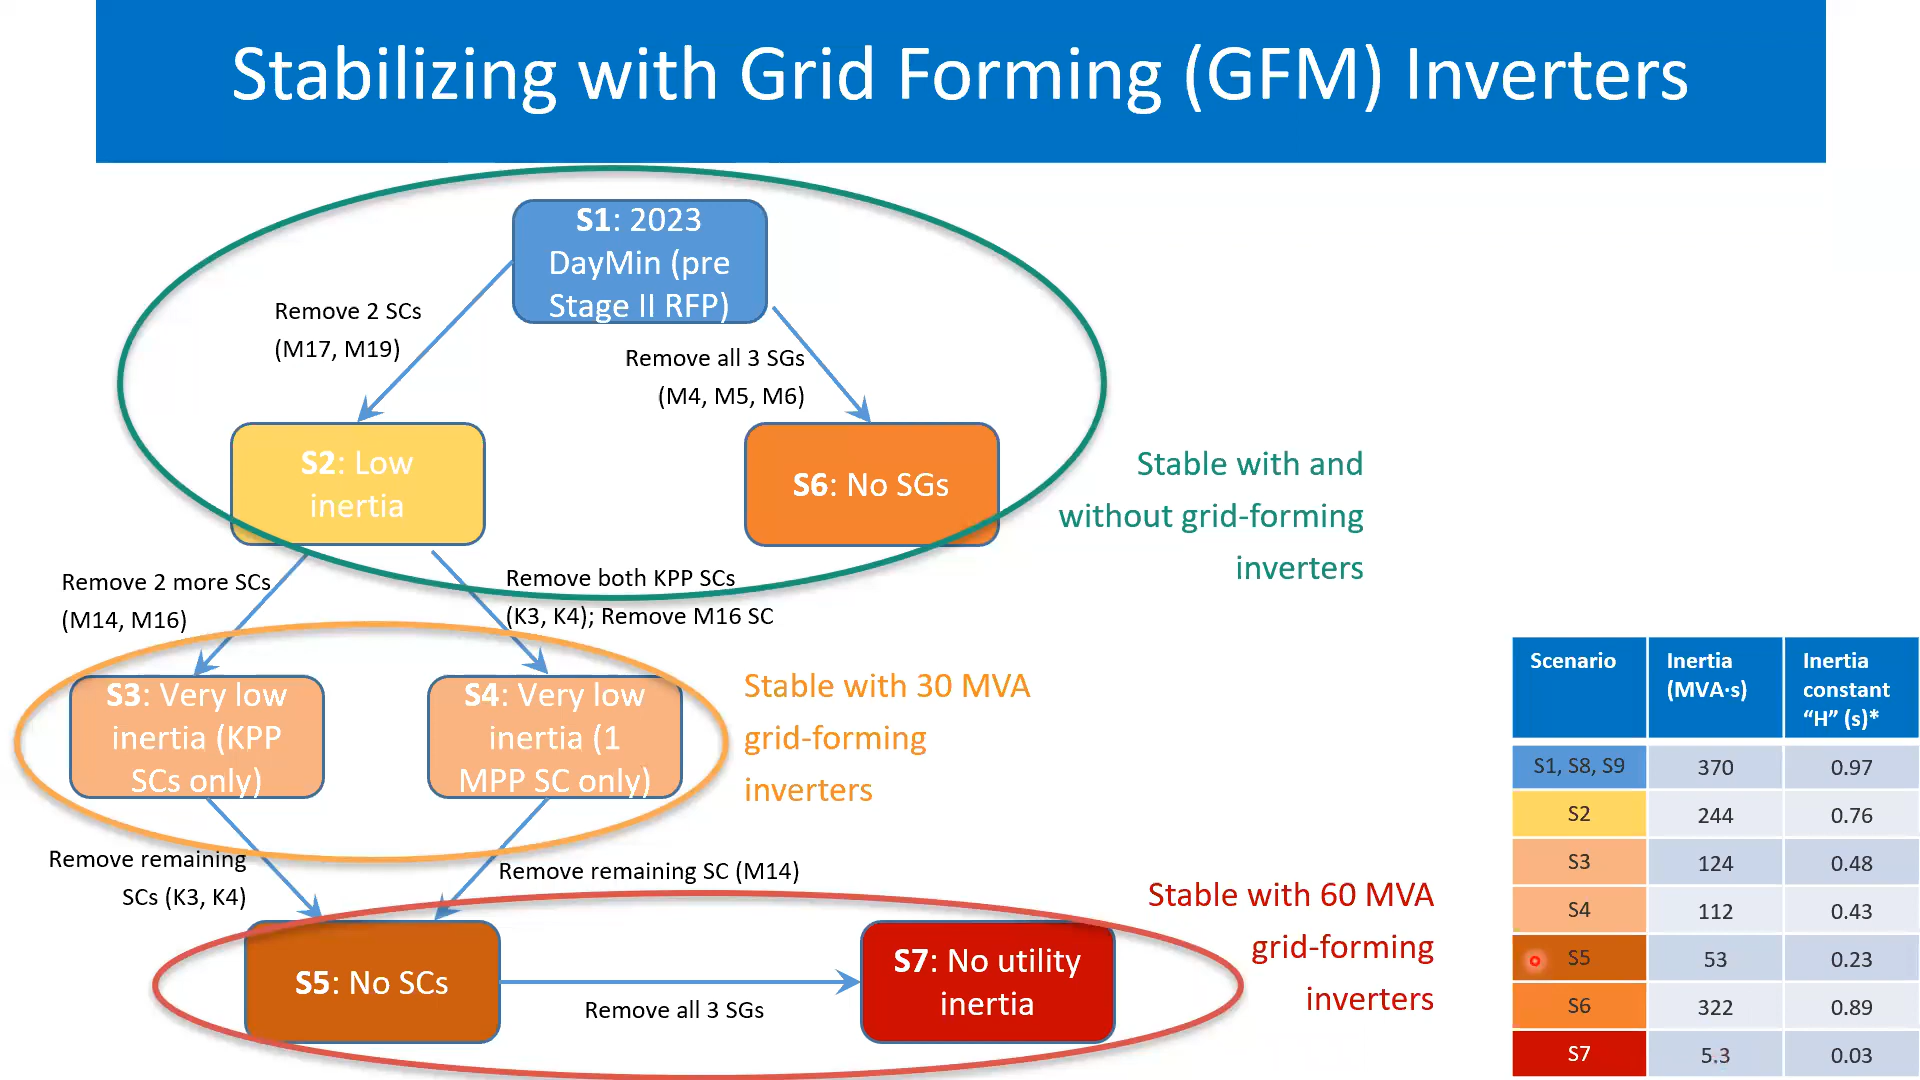 Stabilizing with Grid Forming (GFM) Inverters
S1: 2023
DayMin (pre
Stage II RFP)
Remove 2 SCs
(M17, M19)
Remove all 3 SGs
(M4, M5, M6)
S2: Low
inertia
S6: No SGs
Stable with and
without grid-forming
inverters
Remove 2 more SCs
(M14, M16)
Remove both KPP SCs
(K3, K4); Remove M16 SC
S3: Very low
inertia (KPP
SCs only)
S4: Very low
inertia (1
MPP SC only)
Stable with 30 MVA
grid-forming
inverters
Remove remaining
SCs (K3, K4)
Remove remaining SC (M14)
S5: No SCs
Remove all 3 SGs
S7: No utility
inertia
Stable with 60 MVA
grid-forming
inverters
Scenario
Inertia
(MVA·s)
Inertia
constant
“H” (s)*
S1, S8, S9 370 0.97
S2 244 0.76
S3 124 0.48
S4 112 0.43
S5 53 0.23
S6 322 0.89
S7 5.3 0.03